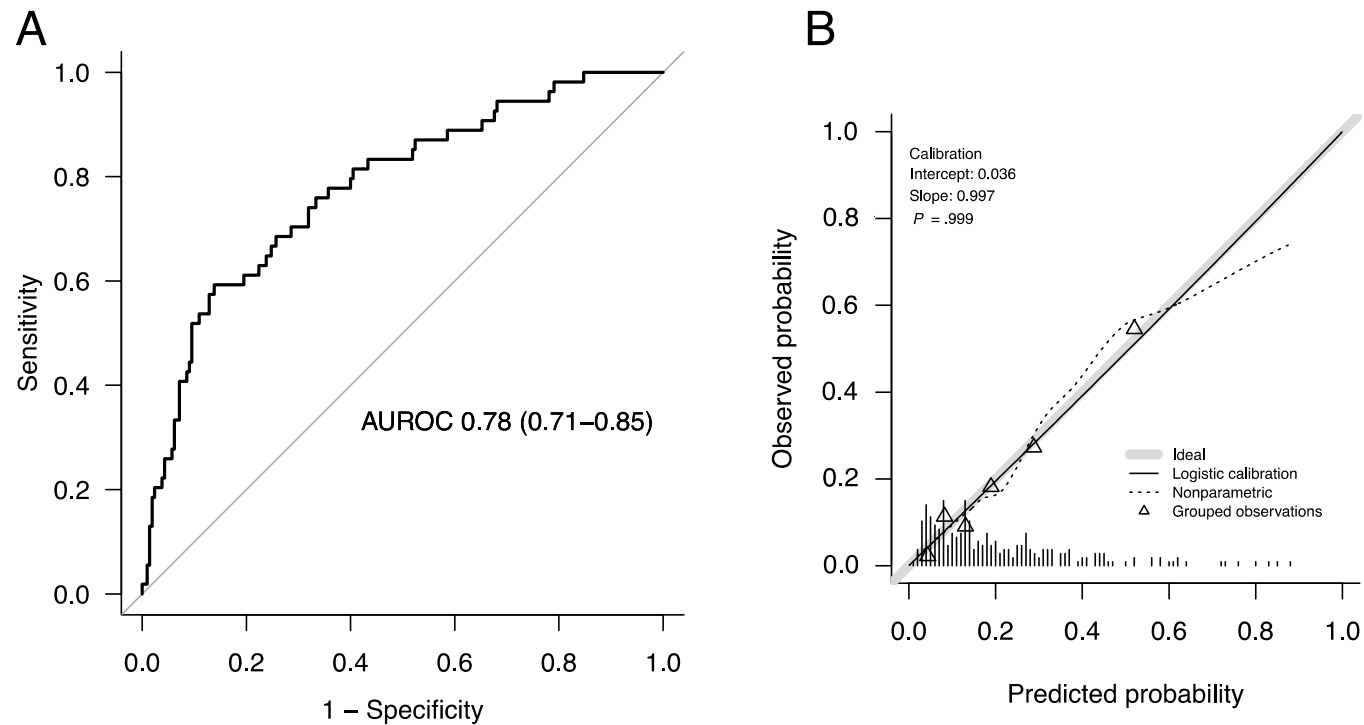 A
Sensitivity
1.0
0.8
0.6
0.4
0.2
0.0
AUROC 0.78 (0.71–0.85)
0.0 0.2 0.4 0.6 0.8 1.0
1 – Specificity
B
Observed probability
1.0
0.8
0.6
0.4
0.2
0.0
Calibration
Intercept: 0.036
Slope: 0.997
P = .999
Ideal
Logistic calibration
Nonparametric
Grouped observations
0.0 0.2 0.4 0.6 0.8 1.0
Predicted probability